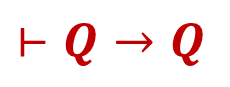 ⊢ Q → Q